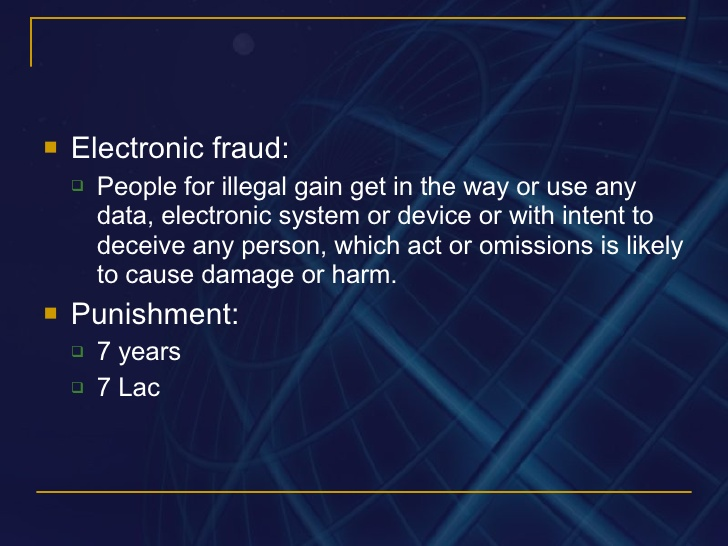 Electronic fraud:
People for illegal gain get in the way or use any
data, electronic system or device or with intent to
deceive any person, which act or omissions is likely
to cause damage or harm.
Punishment:
7 years
7 Lac